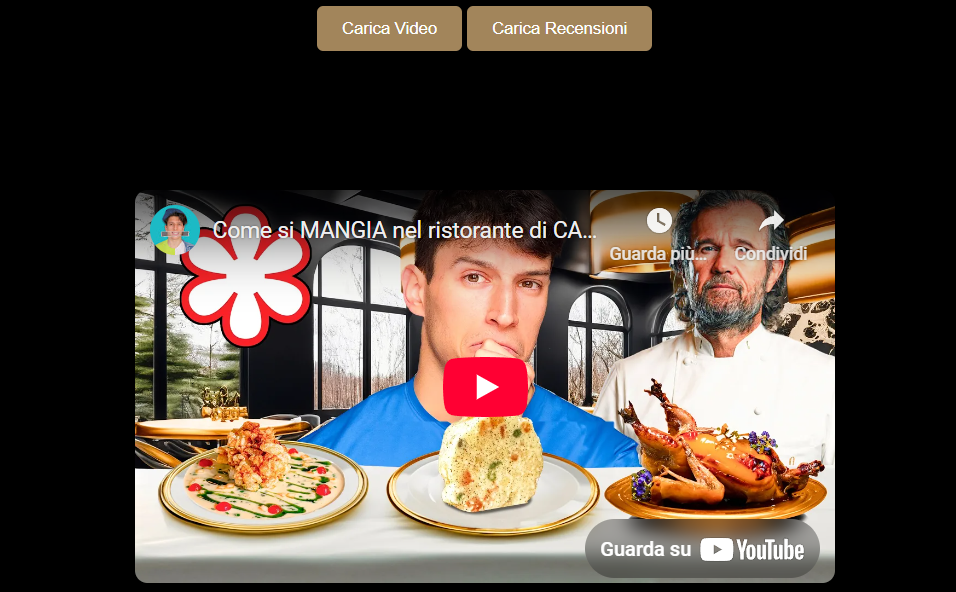 Carica Video
Carica Recensioni
Come si MANGIA nel ristorante di CA...
Guarda più...
Condividi
Guarda su YouTube